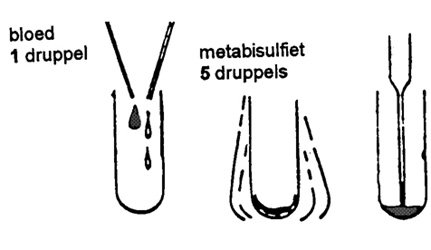 bloed
1 druppel
metabisulfiet
5 druppels